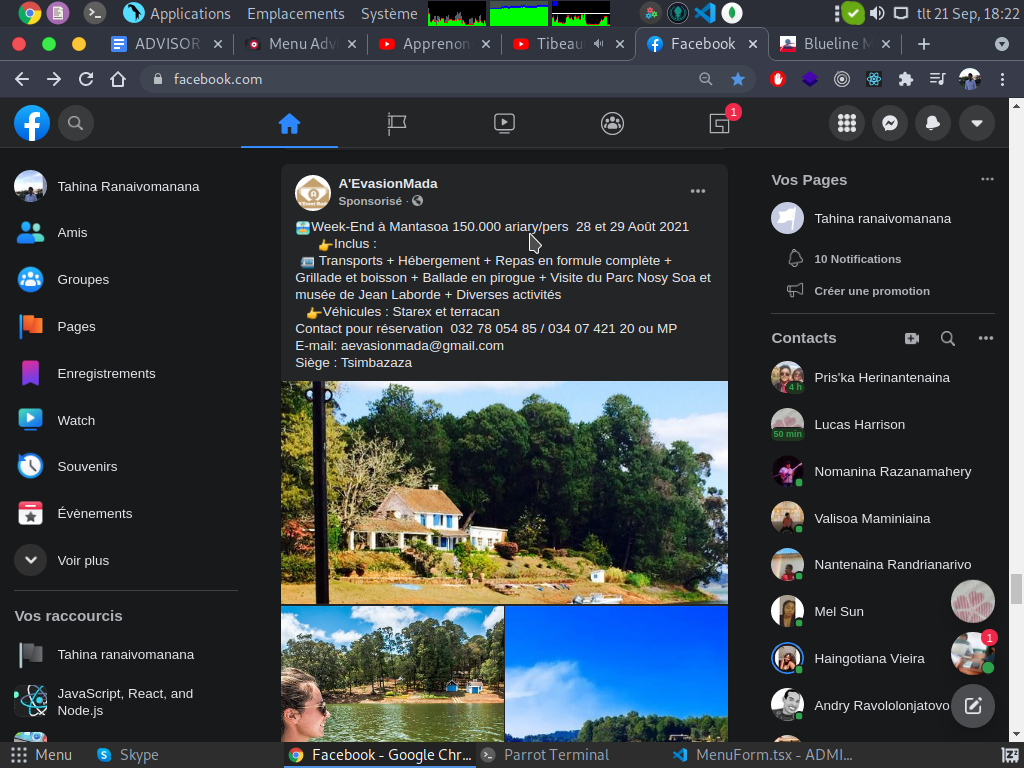 Applications Emplacements Système
tlt 21 Sep, 18:22
ADVISOR
Menu Adv
Apprenon
Tibeau
Facebook
Blueline M
facebook.com
1
Tahina Ranaivomanana
Amis
Groupes
Pages
Enregistrements
Watch
Souvenirs
Évènements
Voir plus
Vos raccourcis
Tahina ranaivomanana
JavaScript, React, and
Node.js
A'EvasionMada
Sponsorisé ·
Week-End à Mantasoa 150.000 ariary/pers 28 et 29 Août 2021
Inclus :
Transports + Hébergement + Repas en formule complète +
Grillade et boisson + Ballade en pirogue + Visite du Parc Nosy Soa et
musée de Jean Laborde + Diverses activités
Véhicules : Starex et terracan
Contact pour réservation 032 78 054 85 / 034 07 421 20 ou MP
E-mail: aevasionmada@gmail.com
Siège : Tsimbazaza
Vos Pages
Tahina ranaivomanana
10 Notifications
Créer une promotion
Contacts
Pris'ka Herinantenaina
4 h
Lucas Harrison
50 min
Nomanina Razanamahery
Valisoa Maminiaina
Nantenaina Randrianarivo
Mel Sun
Haingotiana Vieira
1
Andry Ravololonjatovo
Menu
Skype
Facebook - Google Chr...
Parrot Terminal
MenuForm.tsx - ADMI...